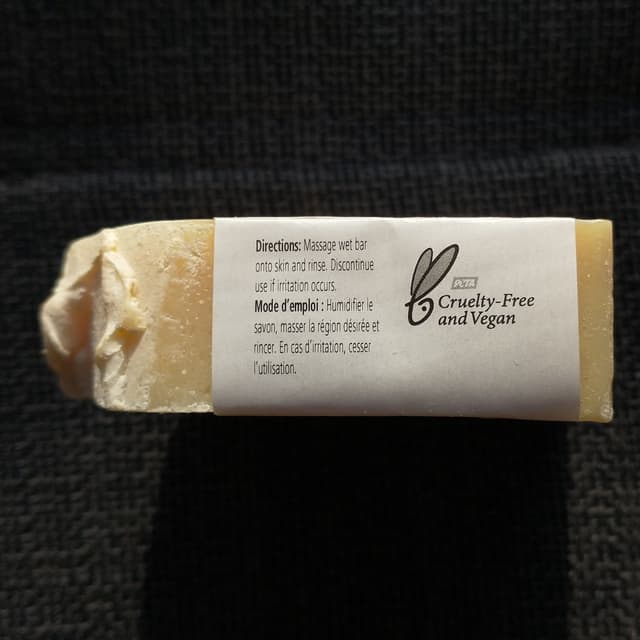 Directions: Massage wet bar
onto skin and rinse. Discontinue
use if irritation occurs.
Mode d'emploi : Humidifier le
savon, masser la région désirée et
rincer. En cas d'irritation, cesser
l'utilisation.
PETA
Cruelty-Free
and Vegan